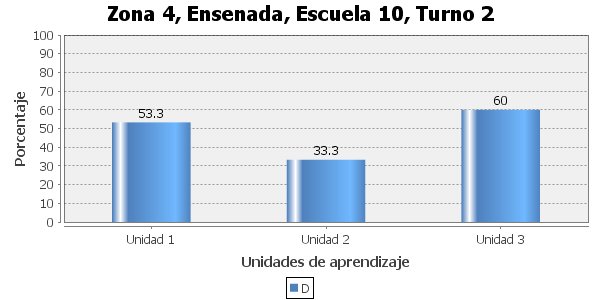 Zona 4, Ensenada, Escuela 10, Turno 2
Porcentaje
100
90
80
70
60
50
40
30
20
10
0
53.3
33.3
60
Unidad 1 Unidad 2 Unidad 3
Unidades de aprendizaje
D